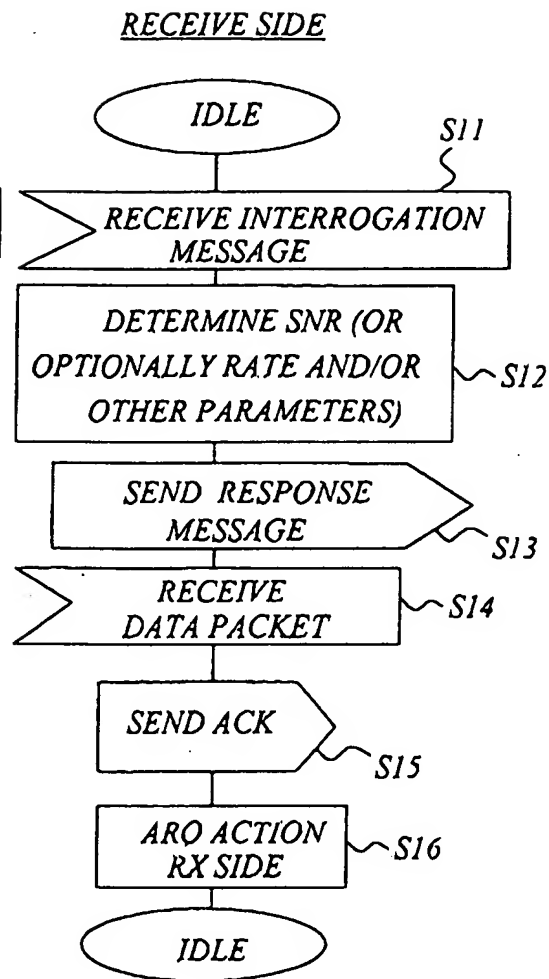 RECEIVE SIDE
IDLE
S11
RECEIVE INTERROGATION
MESSAGE
DETERMINE SNR (OR
OPTIONALLY RATE AND/OR
OTHER PARAMETERS)
S12
SEND RESPONSE
MESSAGE
S13
RECEIVE
DATA PACKET
S14
SEND ACK
S15
ARQ ACTION
RX SIDE
S16
IDLE